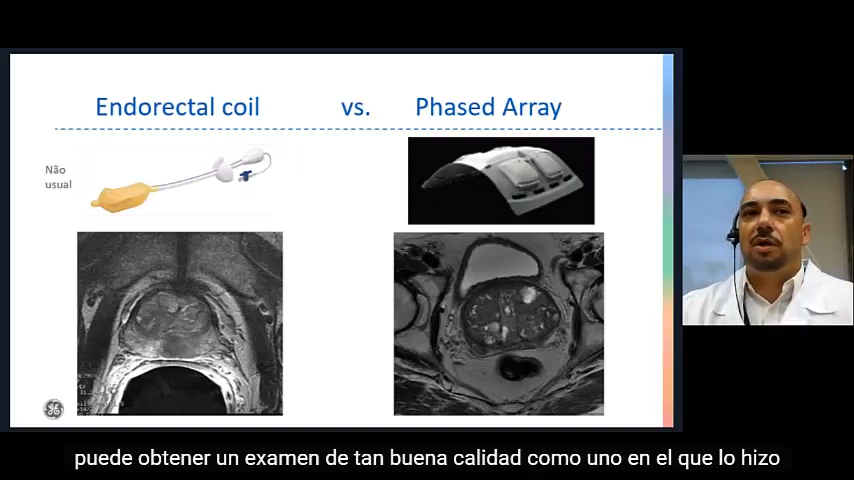 Endorectal coil vs. Phased Array
Não
usual
puede obtener un examen de tan buena calidad como uno en el que lo hizo